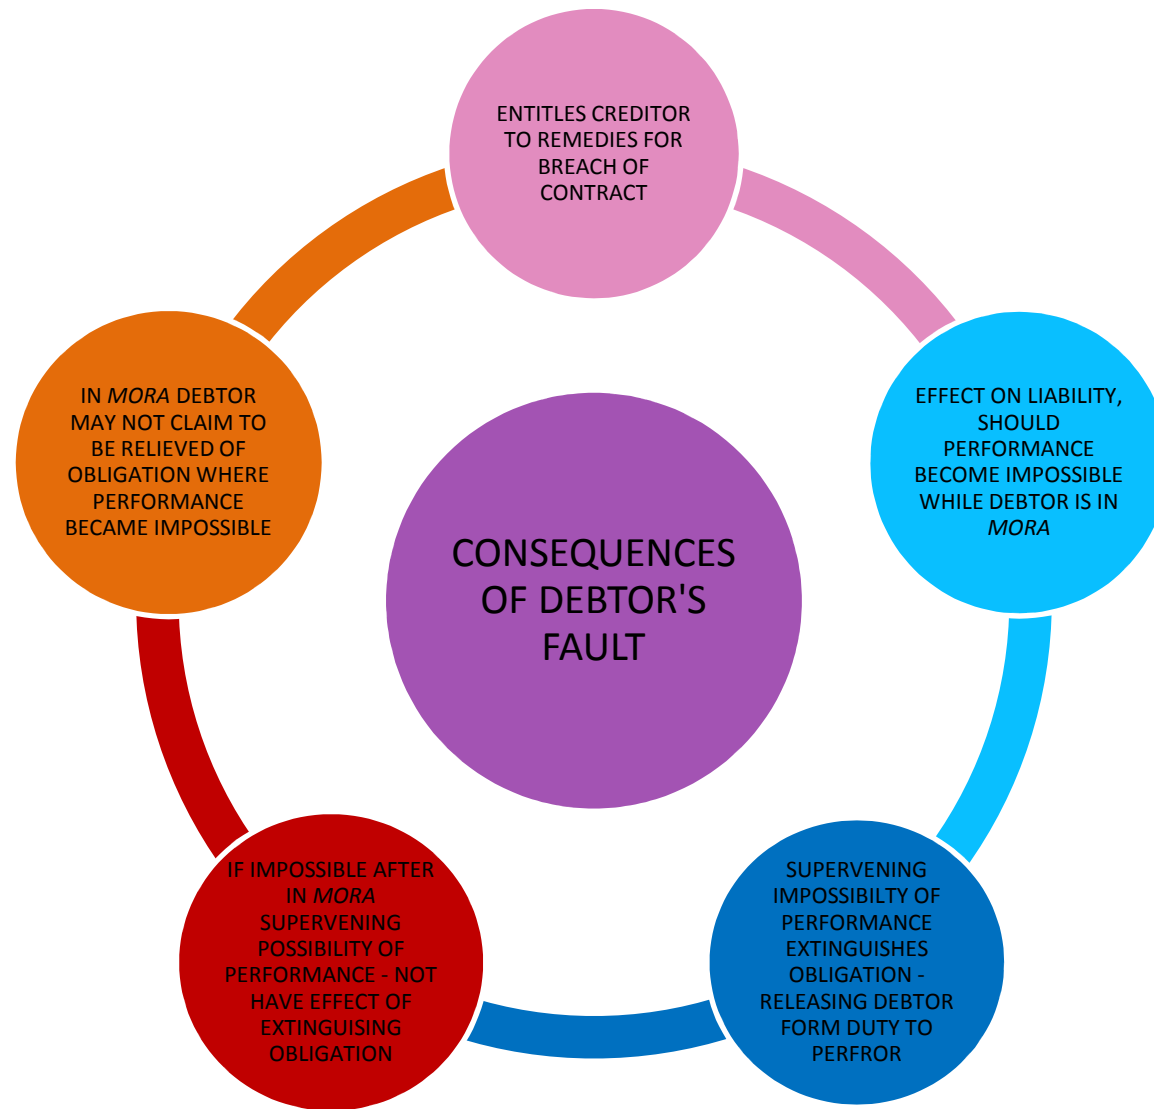 ENTITLES CREDITOR
TO REMEDIES FOR
BREACH OF
CONTRACT
EFFECT ON LIABILITY,
SHOULD
PERFORMANCE
BECOME IMPOSSIBLE
WHILE DEBTOR IS IN
MORA
SUPERVENING
IMPOSSIBILTY OF
PERFORMANCE
EXTINGUISHES
OBLIGATION -
RELEASING DEBTOR
FORM DUTY TO
PERFROR
IF IMPOSSIBLE AFTER
IN MORA
SUPERVENING
POSSIBILITY OF
PERFORMANCE - NOT
HAVE EFFECT OF
EXTINGUISING
OBLIGATION
IN MORA DEBTOR
MAY NOT CLAIM TO
BE RELIEVED OF
OBLIGATION WHERE
PERFORMANCE
BECAME IMPOSSIBLE
CONSEQUENCES
OF DEBTOR'S
FAULT